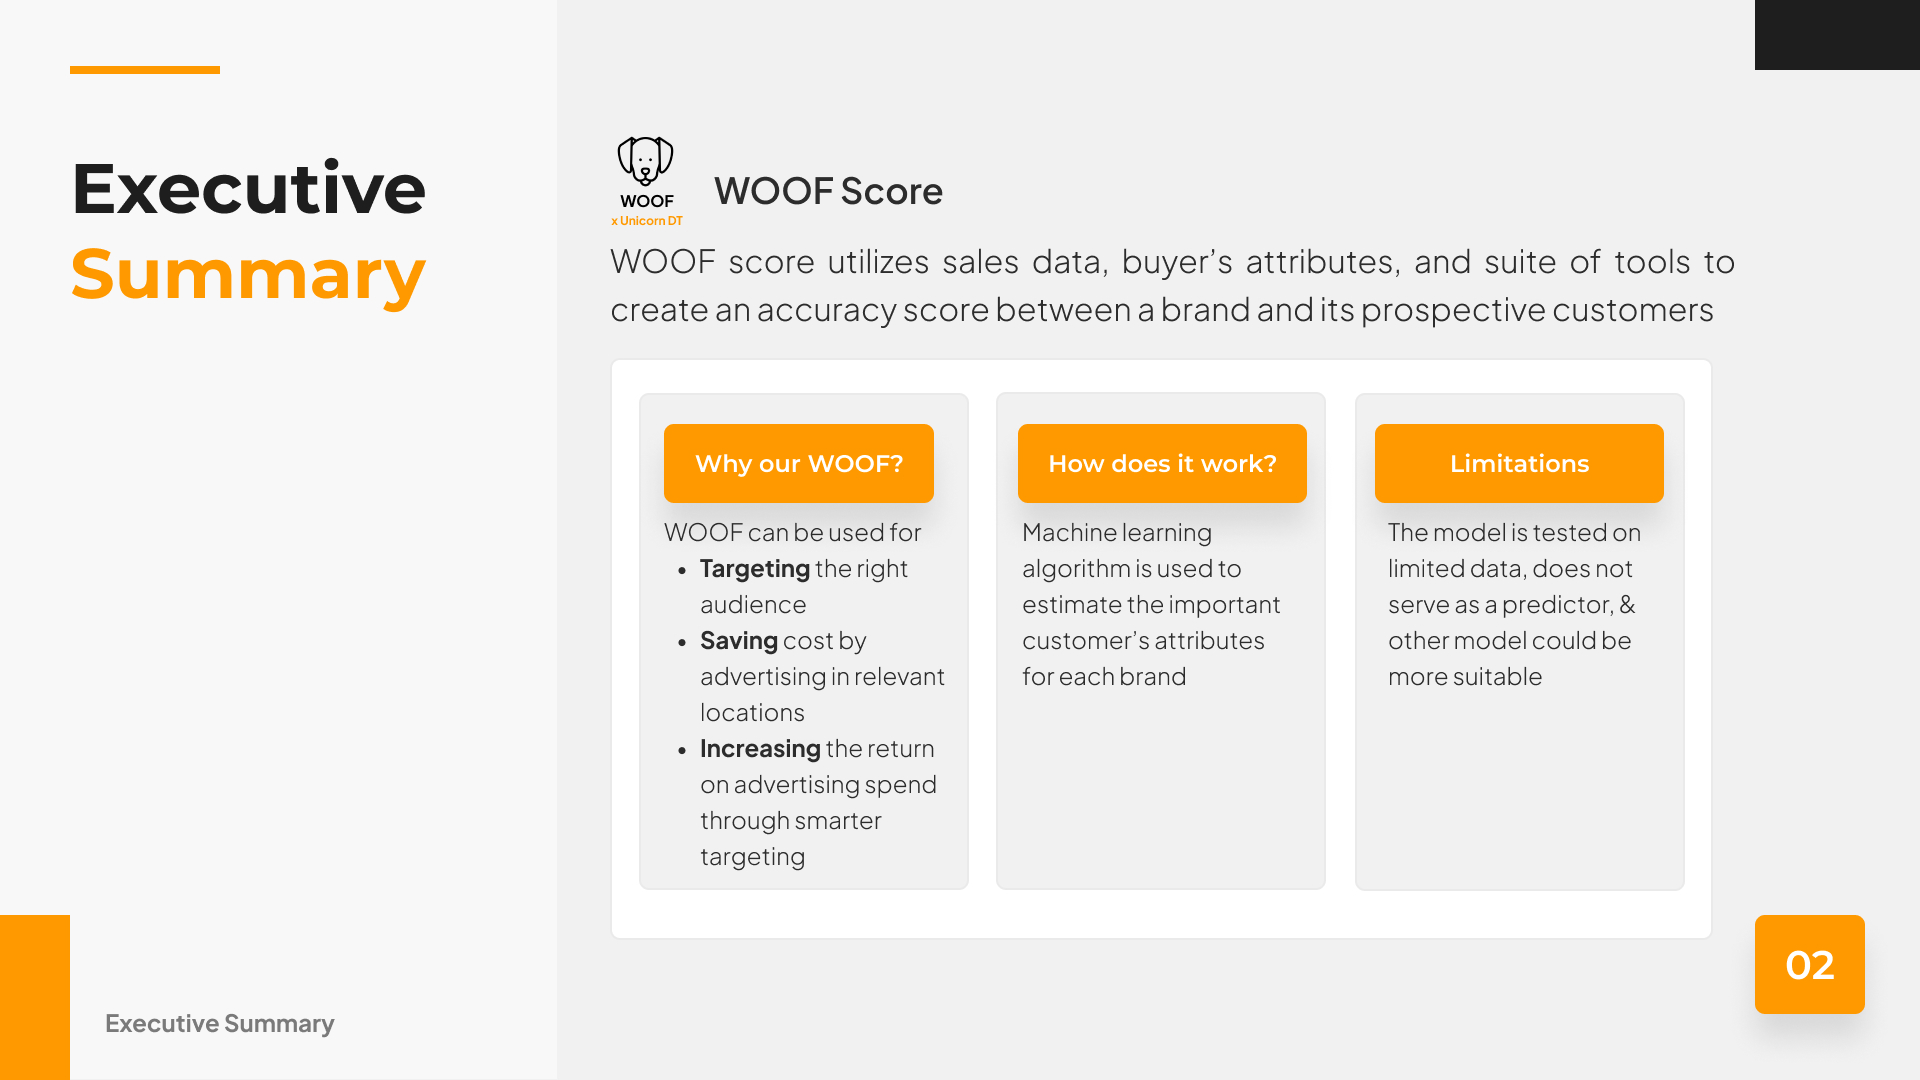 Executive
Summary
WOOF
x Unicorn DT
WOOF Score
WOOF score utilizes sales data, buyer’s attributes, and suite of tools to
create an accuracy score between a brand and its prospective customers
Why our WOOF?
WOOF can be used for
• Targeting the right
audience
• Saving cost by
advertising in relevant
locations
• Increasing the return
on advertising spend
through smarter
targeting
How does it work?
Machine learning
algorithm is used to
estimate the important
customer’s attributes
for each brand
Limitations
The model is tested on
limited data, does not
serve as a predictor, &
other model could be
more suitable
Executive Summary
02